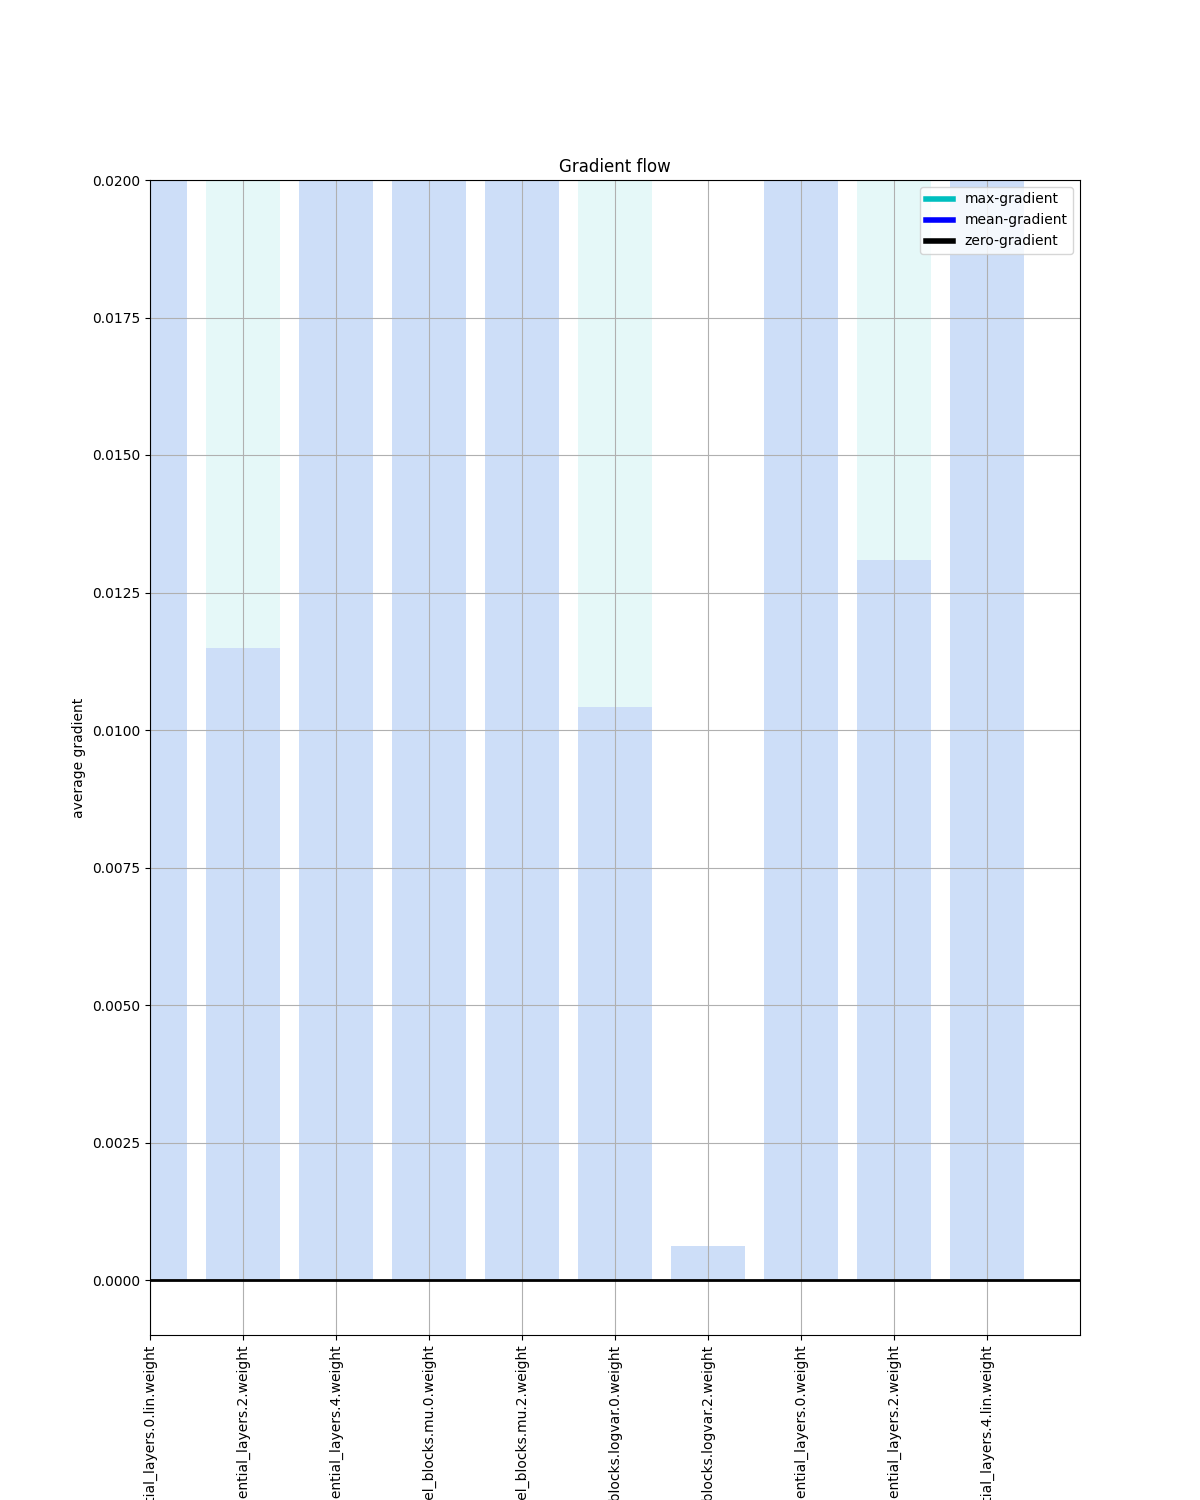 Gradient flow
max-gradient
mean-gradient
zero-gradient
average gradient
0.0200
0.0175
0.0150
0.0125
0.0100
0.0075
0.0050
0.0025
0.0000
tial_layers.0.lin.weight
ential_layers.2.weight
ential_layers.4.weight
el_blocks.mu.0.weight
el_blocks.mu.2.weight
blocks.logvar.0.weight
blocks.logvar.2.weight
ential_layers.0.weight
ential_layers.2.weight
tial_layers.4.lin.weight